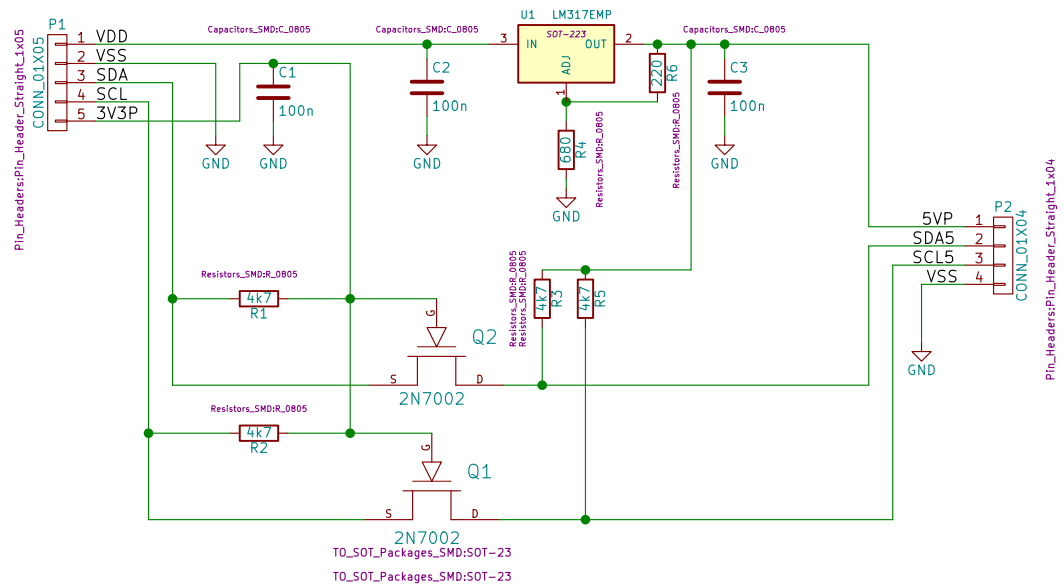 P1
Pin_Headers:Pin_Header_Straight_1x05
CONN_01X05
1 VDD
2 VSS
3 SDA
4 SCL
5 3V3P
Capacitors_SMD:C_0805
C1
100n
GND
GND
Capacitors_SMD:C_0805
C2
100n
GND
U1 LM317EMP
SOT-223
3 IN OUT 2
ADJ
1
220
R6
Resistors_SMD:R_0805
680
R4
Resistors_SMD:R_0805
GND
Capacitors_SMD:C_0805
C3
100n
GND
P2
CONN_01X04
Pin_Headers:Pin_Header_Straight_1x04
5VP 1
SDA5 2
SCL5 3
VSS 4
GND
Resistors_SMD:R_0805
4k7
R1
Resistors_SMD:R_0805
Resistors_SMD:R_0805
4k7
R3
4k7
R5
G
Q2
S D
2N7002
Resistors_SMD:R_0805
4k7
R2
G
Q1
S D
2N7002
TO_SOT_Packages_SMD:SOT-23
TO_SOT_Packages_SMD:SOT-23